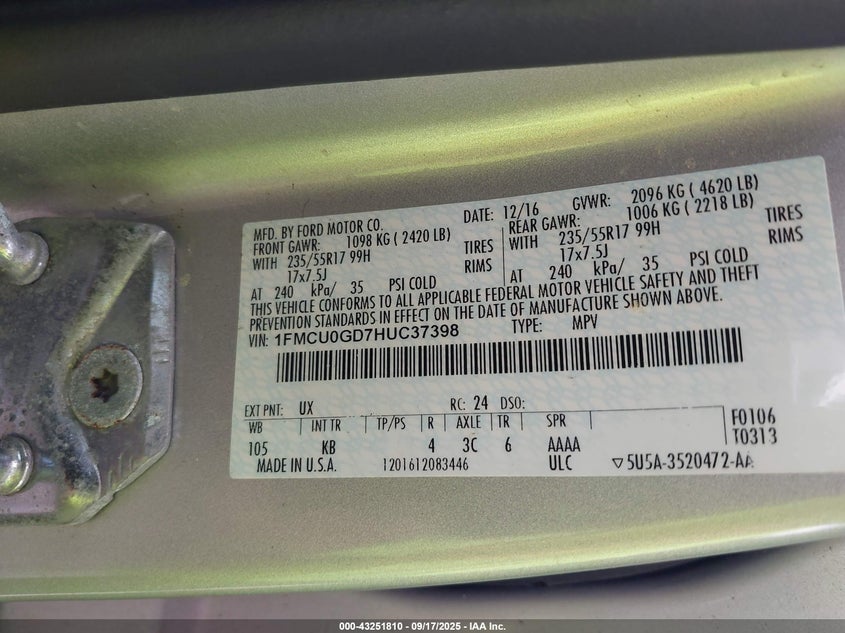 MFD. BY FORD MOTOR CO. DATE: 12/16 GVWR: 2096 KG ( 4620 LB)
FRONT GAWR: 1098 KG ( 2420 LB) REAR GAWR: 1006 KG ( 2218 LB)
WITH 235/55R17 99H TIRES WITH 235/55R17 99H TIRES
17x7.5J RIMS 17x7.5J RIMS
AT 240 kPa/ 35 PSI COLD AT 240 kPa/ 35 PSI COLD
THIS VEHICLE CONFORMS TO ALL APPLICABLE FEDERAL MOTOR VEHICLE SAFETY AND THEFT
PREVENTION STANDARDS IN EFFECT ON THE DATE OF MANUFACTURE SHOWN ABOVE.
VIN: 1FMCU0GD7HUC37398 TYPE: MPV
EXT PNT: UX RC: 24 DSO:
WB INT TR TP/PS R AXLE TR SPR F0106
105 KB 4 3C 6 AAAA T0313
MADE IN U.S.A. 1201612083446 ULC ▽5U5A-3520472-AA
000-43251810 - 09/17/2025 - IAA Inc.